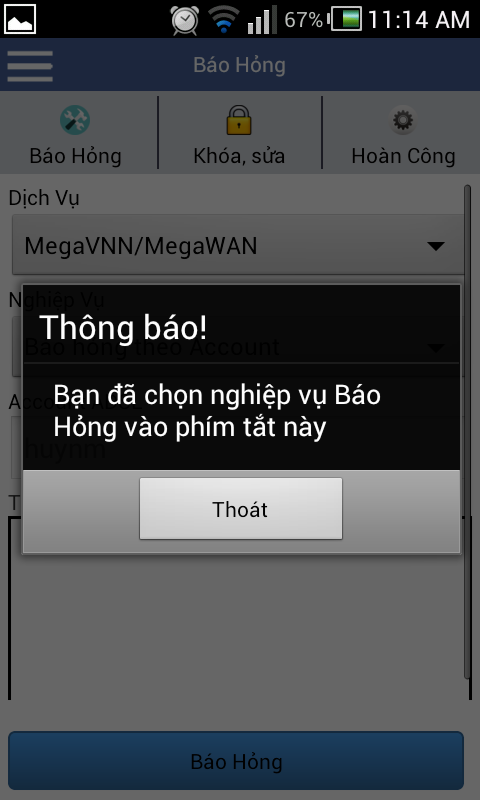 67% 11:14 AM
Báo Hỏng
Báo Hỏng Khóa, sửa Hoàn Công
Dịch Vụ
MegaVNN/MegaWAN
Nghiệp Vụ
Thông báo!
Báo hỏng theo Account
Bạn đã chọn nghiệp vụ Báo
Hỏng vào phím tắt này
huynm
Thoát
Báo Hỏng